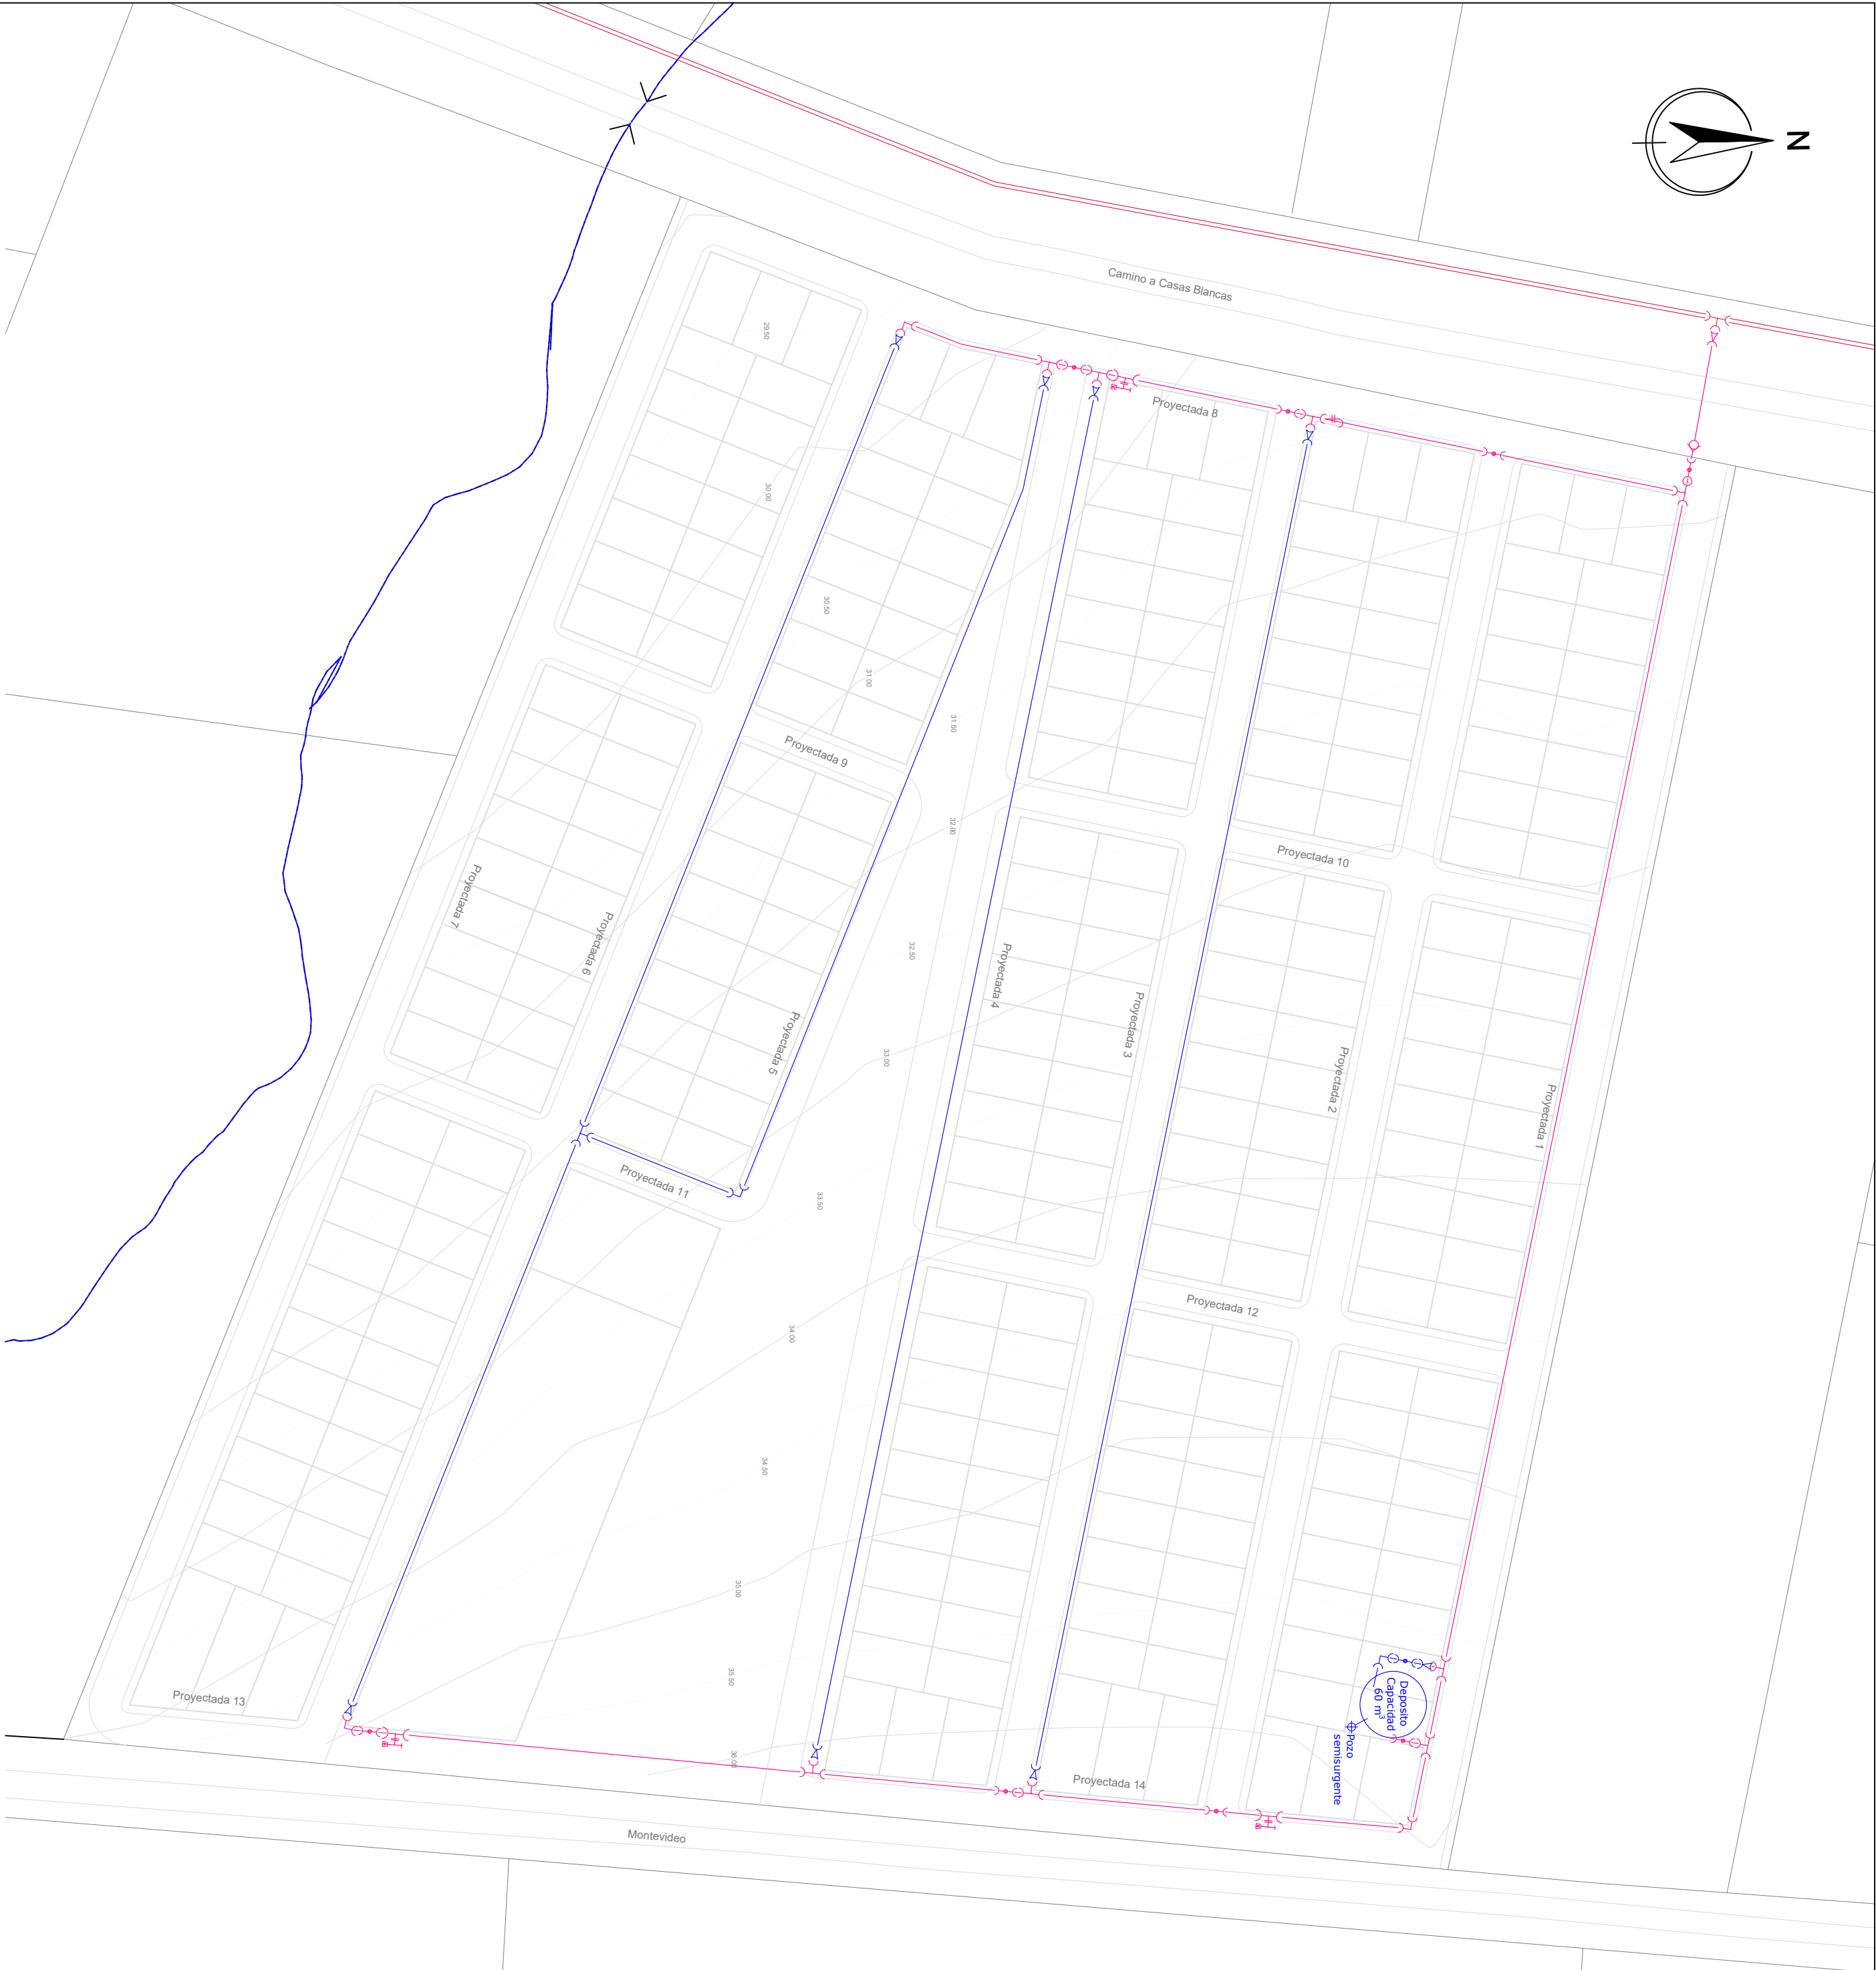 N
Camino a Casas Blancas
29.50
Proyectada 8
30.00
30.50
31.00
31.50
Proyectada 9
32.00
Proyectada 10
Proyectada 7
Proyectada 6
32.50
Proyectada 4
Proyectada 3
Proyectada 5
33.00
Proyectada 2
Proyectada 1
Proyectada 11
33.50
Proyectada 12
34.00
34.50
35.00
35.50
Proyectada 13
Deposito
Capacidad
60 m³
Pozo
semisurgente
36.00
Proyectada 14
Montevideo